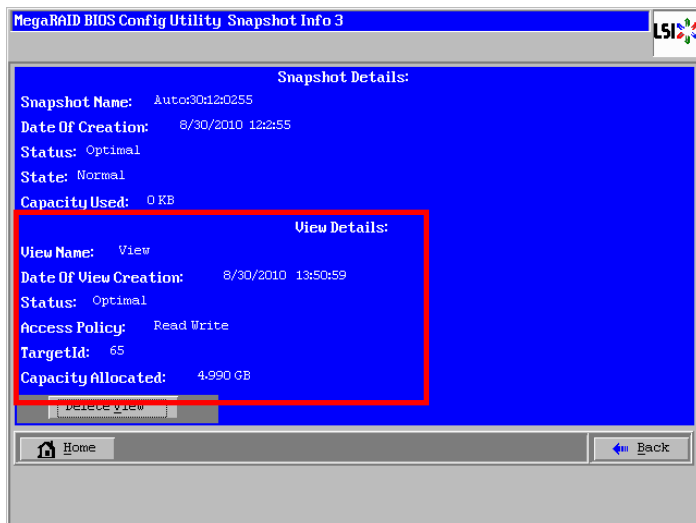 MegaRAID BIOS Config Utility Snapshot Info 3
LSI
Snapshot Details:
Snapshot Name: Auto:30:12:0255
Date Of Creation: 8/30/2010 12:2:55
Status: Optimal
State: Normal
Capacity Used: 0 KB
View Details:
View Name: View
Date Of View Creation: 8/30/2010 13:50:59
Status: Optimal
Access Policy: Read Write
TargetId: 65
Capacity Allocated: 4.990 GB
Delete View
Home
Back